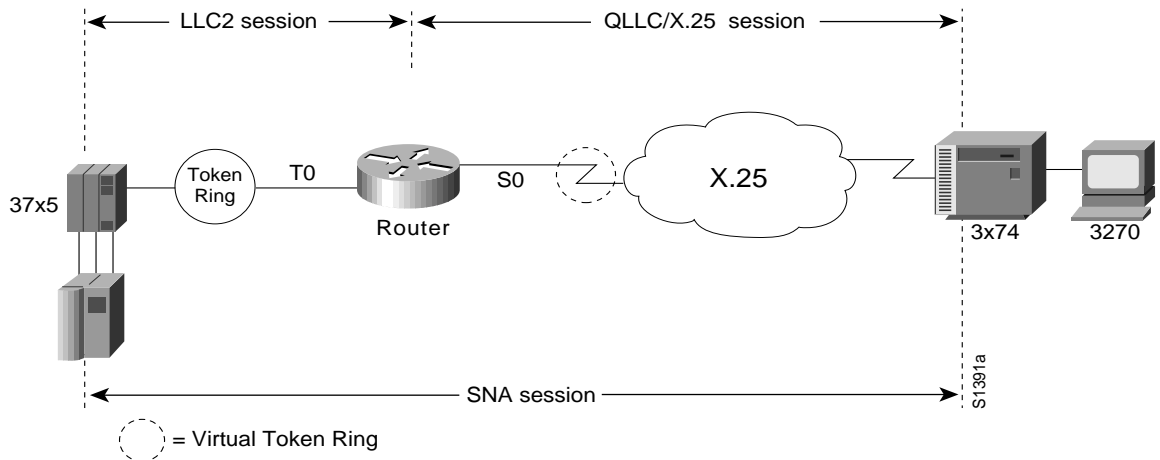 LLC2 session
QLLC/X.25 session
Token
Ring
T0
S0
X.25
37x5
Router
3x74
3270
SNA session
S1391a
= Virtual Token Ring